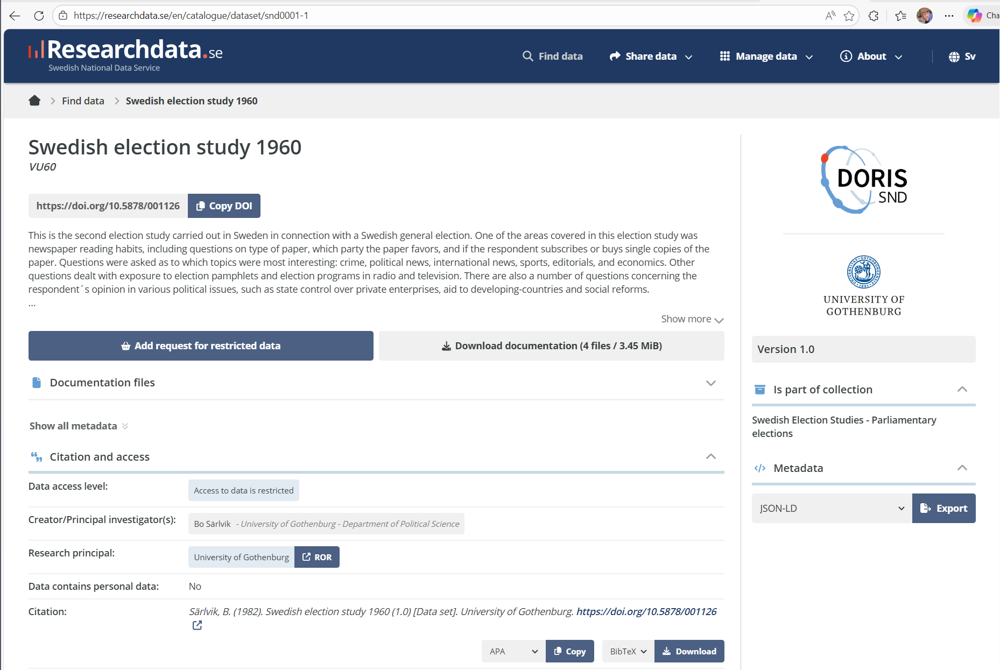 https://researchdata.se/en/catalogue/dataset/snd0001-1
Cha
Researchdata.se
Swedish National Data Service
Find data
Share data
Manage data
About
Sv
Find data
Swedish election study 1960
Swedish election study 1960
VU60
https://doi.org/10.5878/001126
Copy DOI
This is the second election study carried out in Sweden in connection with a Swedish general election. One of the areas covered in this election study was
newspaper reading habits, including questions on type of paper, which party the paper favors, and if the respondent subscribes or buys single copies of the
paper. Questions were asked as to which topics were most interesting: crime, political news, international news, sports, editorials, and economics. Other
questions dealt with exposure to election pamphlets and election programs in radio and television. There are also a number of questions concerning the
respondent´s opinion in various political issues, such as state control over private enterprises, aid to developing-countries and social reforms.
...
Show more
Add request for restricted data
Download documentation (4 files / 3.45 MiB)
Documentation files
Show all metadata
Citation and access
Data access level:
Access to data is restricted
Creator/Principal investigator(s):
Bo Särlvik - University of Gothenburg - Department of Political Science
Research principal:
University of Gothenburg
ROR
Data contains personal data:
No
Citation:
Särlvik, B. (1982). Swedish election study 1960 (1.0) [Data set]. University of Gothenburg. https://doi.org/10.5878/001126
APA
Copy
BibTeX
Download
DORIS
SND
UNIVERSITY OF
GOTHENBURG
Version 1.0
Is part of collection
Swedish Election Studies - Parliamentary
elections
Metadata
JSON-LD
Export